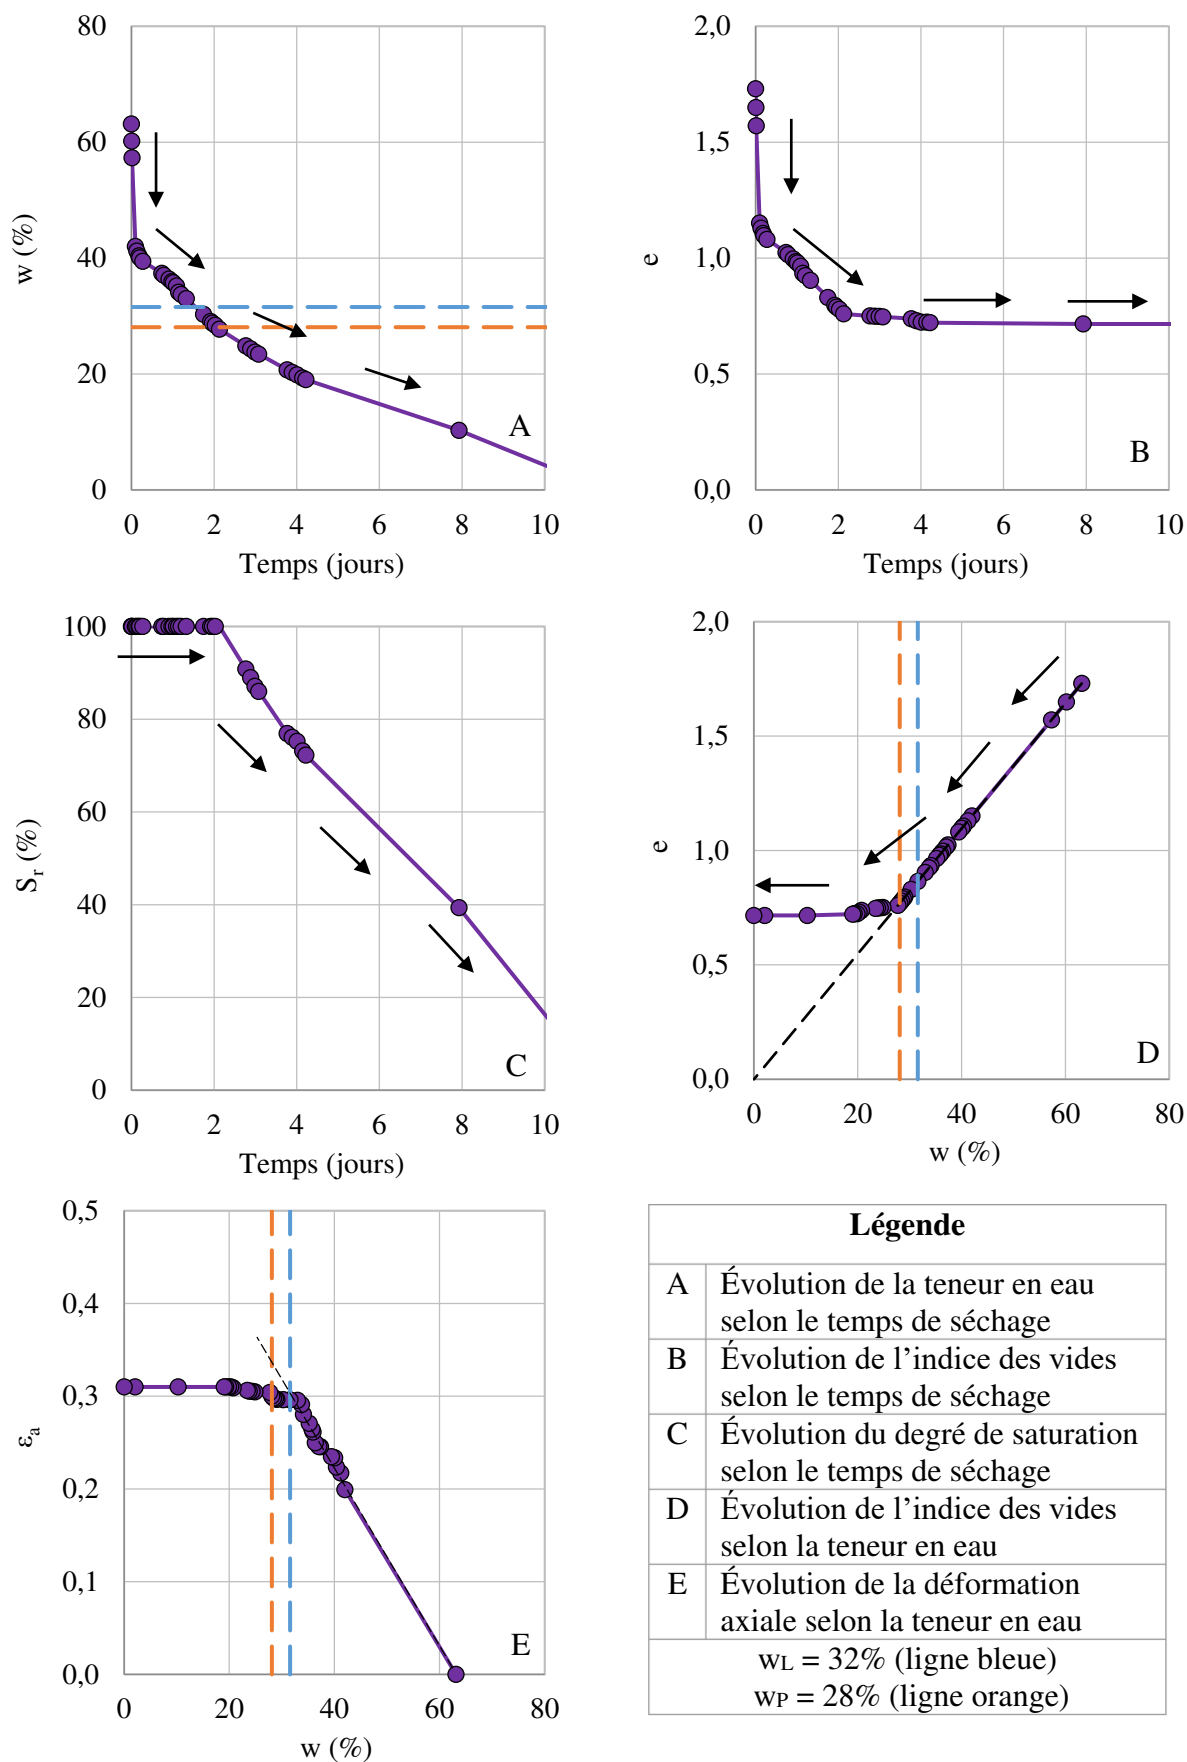 80
60
40
20
0
w (%)
0 2 4 6 8 10
Temps (jours)
A
2,0
1,5
1,0
0,5
0,0
e
0 2 4 6 8 10
Temps (jours)
B
100
80
60
40
20
0
Sr (%)
0 2 4 6 8 10
Temps (jours)
C
2,0
1,5
1,0
0,5
0,0
e
0 20 40 60 80
w (%)
D
0,5
0,4
0,3
0,2
0,1
0,0
εa
0 20 40 60 80
w (%)
E
Légende
A Évolution de la teneur en eau
selon le temps de séchage
B Évolution de l’indice des vides
selon le temps de séchage
C Évolution du degré de saturation
selon le temps de séchage
D Évolution de l’indice des vides
selon la teneur en eau
E Évolution de la déformation
axiale selon la teneur en eau
wL = 32% (ligne bleue)
wP = 28% (ligne orange)